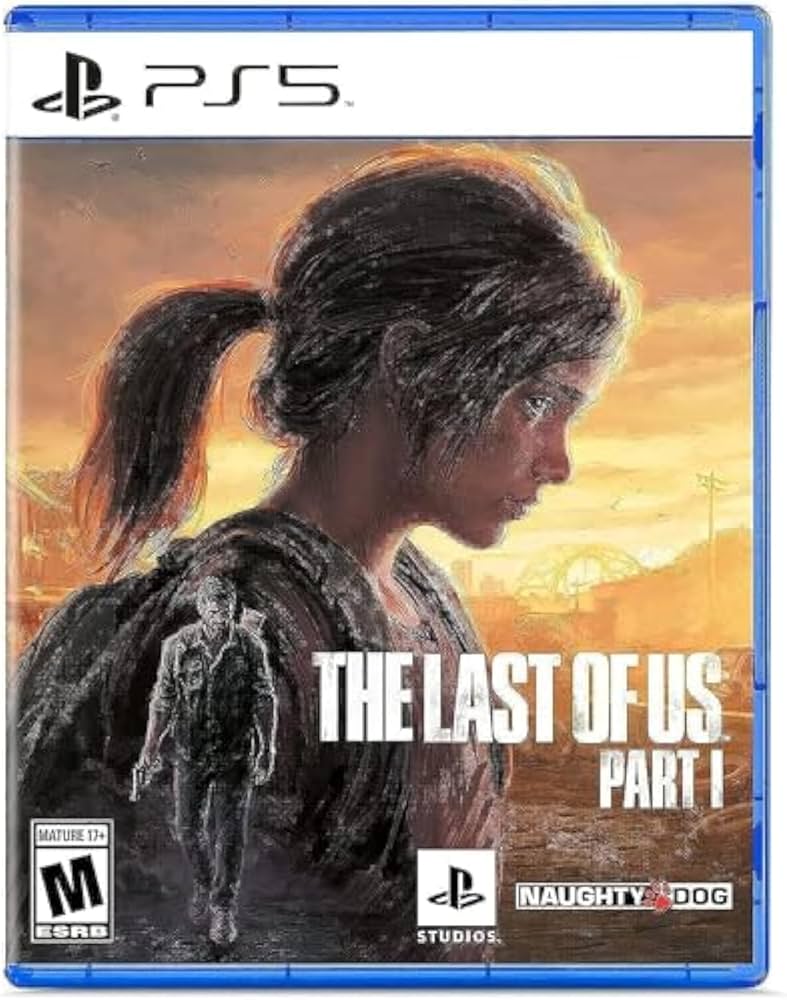 PS5
THE LAST OF US
PART I
MATURE 17+
M
ESRB
STUDIOS
NAUGHTY DOG